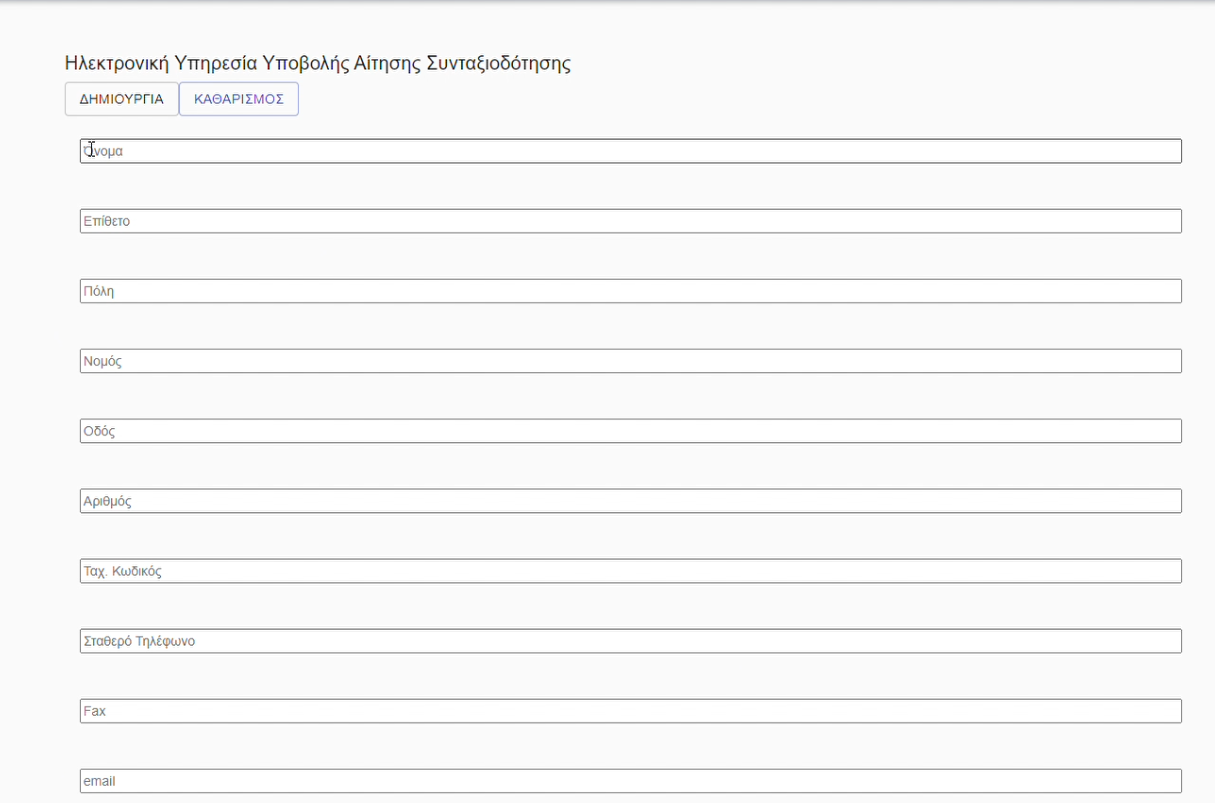 Ηλεκτρονική Υπηρεσία Υποβολής Αίτησης Συνταξιοδότησης
ΔΗΜΙΟΥΡΓΙΑ ΚΑΘΑΡΙΣΜΟΣ
Όνομα
Επίθετο
Πόλη
Νομός
Οδός
Αριθμός
Ταχ. Κωδικός
Σταθερό Τηλέφωνο
Fax
email